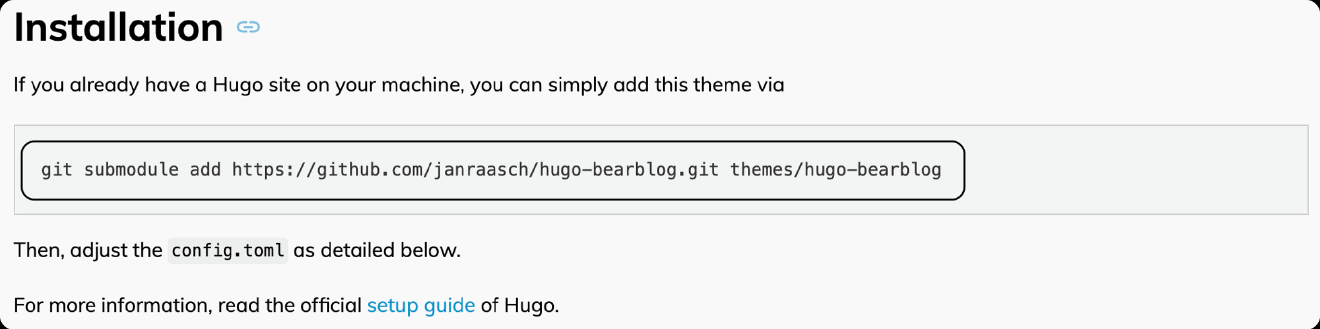 Installation
If you already have a Hugo site on your machine, you can simply add this theme via
git submodule add https://github.com/janraasch/hugo-bearblog.git themes/hugo-bearblog
Then, adjust the config.toml as detailed below.
For more information, read the official setup guide of Hugo.